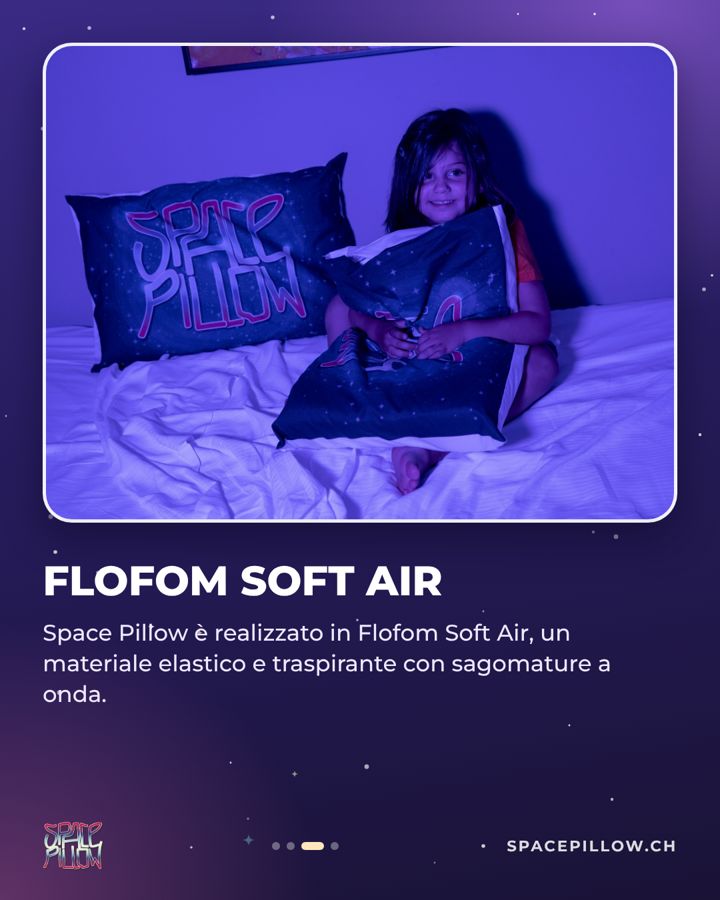 SPACE
PILLOW
FLOFOM SOFT AIR
Space Pillow è realizzato in Flofom Soft Air, un
materiale elastico e traspirante con sagomature a
onda.
SPACE
PILLOW
SPACEPILLOW.CH